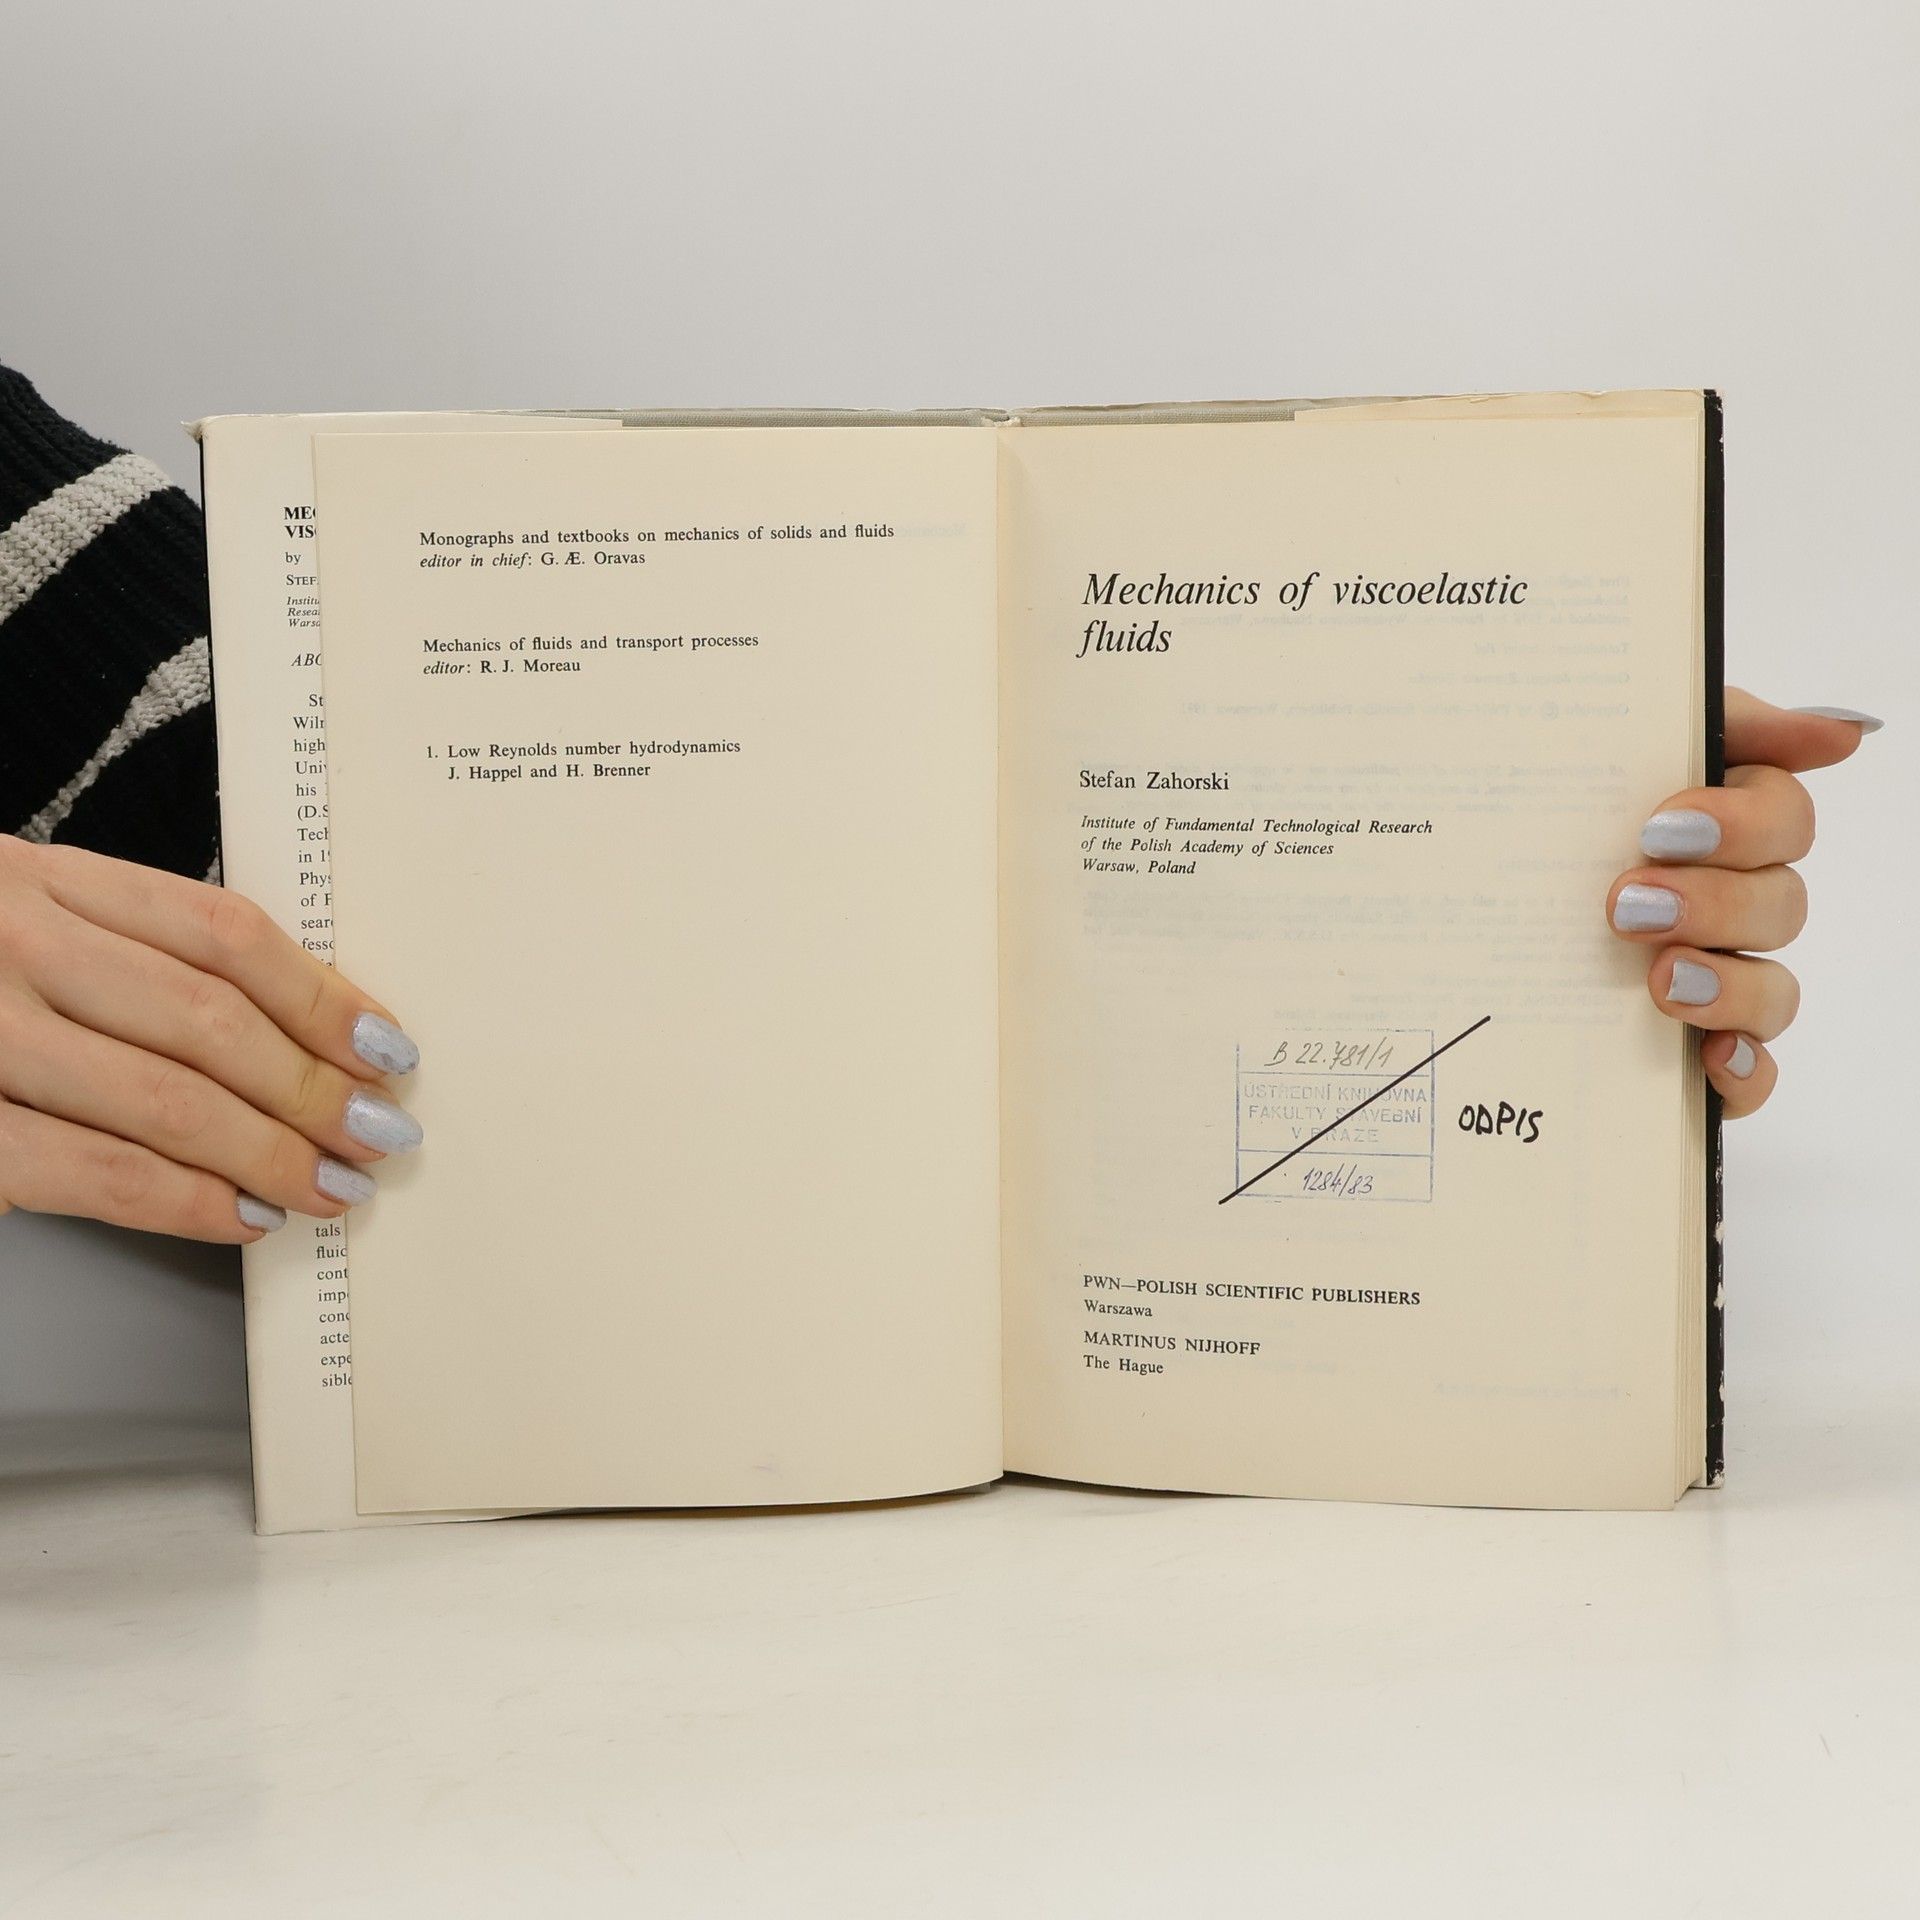 by
Monographs and textbooks on mechanics of solids and fluids
editor in chief: G. Æ. Oravas
Mechanics of fluids and transport processes
editor: R. J. Moreau
1. Low Reynolds number hydrodynamics
J. Happel and H. Brenner
Mechanics of viscoelastic
fluids
Stefan Zahorski
Institute of Fundamental Technological Research
of the Polish Academy of Sciences
Warsaw, Poland
B 22.781/1
ÚSTŘEDNÍ KNIHOVNA
FAKULTY STAVEBNÍ
V PRAZE
1284/83
ODPIS
PWN—POLISH SCIENTIFIC PUBLISHERS
Warszawa
MARTINUS NIJHOFF
The Hague